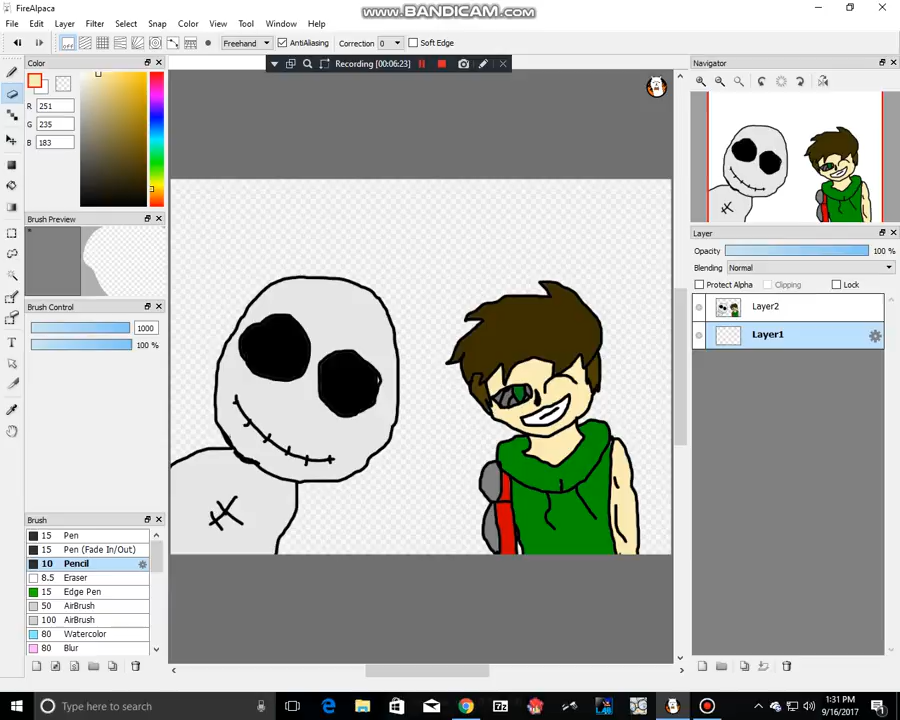 FireAlpaca
www.BANDICAM.com
File Edit Layer Filter Select Snap Color View Tool Window Help
OFF Freehand AntiAliasing Correction 0 Soft Edge
Recording [00:06:23]
Color
R 251
G 235
B 183
Brush Preview
Brush Control
1000
100 %
Brush
15 Pen
15 Pen (Fade In/Out)
10 Pencil
8.5 Eraser
15 Edge Pen
50 AirBrush
100 AirBrush
80 Watercolor
80 Blur
Navigator
Layer
Opacity 100 %
Blending Normal
Protect Alpha Clipping Lock
Layer2
Layer1
Type here to search
1:31 PM
9/16/2017